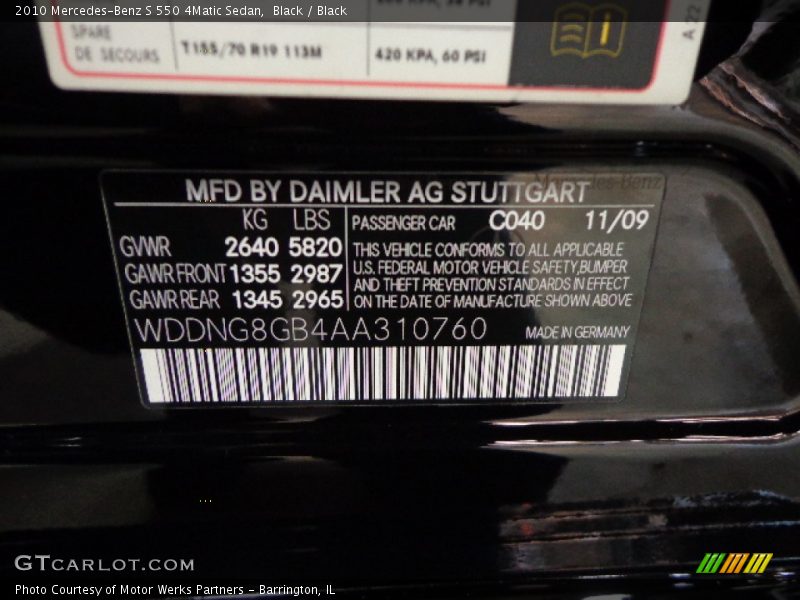 2010 Mercedes-Benz S 550 4Matic Sedan, Black / Black
SPARE
DE SECOURS
T155/70 R19 113M
420 KPA, 60 PSI
A 22
MFD BY DAIMLER AG STUTTGART
Mercedes-Benz
KG LBS
GVWR 2640 5820
GAWR FRONT 1355 2987
GAWR REAR 1345 2965
PASSENGER CAR C040 11/09
THIS VEHICLE CONFORMS TO ALL APPLICABLE
U.S. FEDERAL MOTOR VEHICLE SAFETY,BUMPER
AND THEFT PREVENTION STANDARDS IN EFFECT
ON THE DATE OF MANUFACTURE SHOWN ABOVE
WDDNG8GB4AA310760
MADE IN GERMANY
GTCARLOT.COM
Photo Courtesy of Motor Werks Partners - Barrington, IL